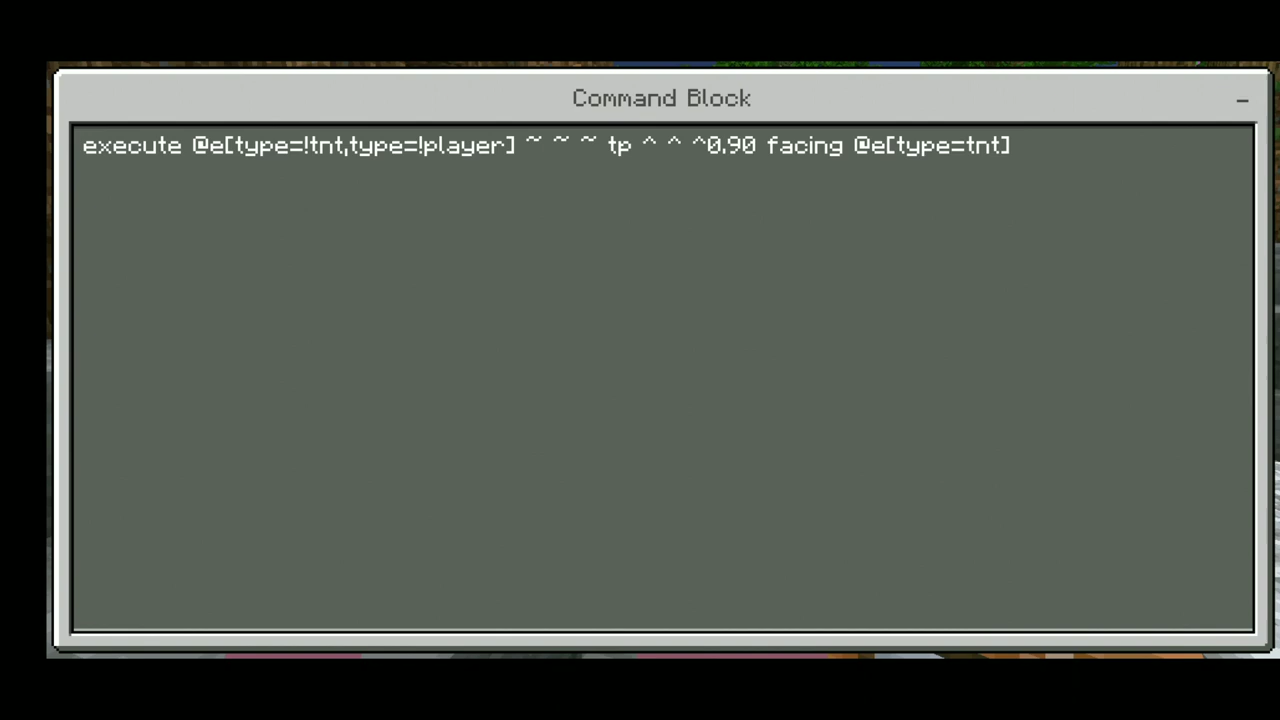 Command Block
execute @e[type=!tnt,type=!player] ~ ~ ~ tp ^ ^ ^0.90 facing @e[type=tnt]